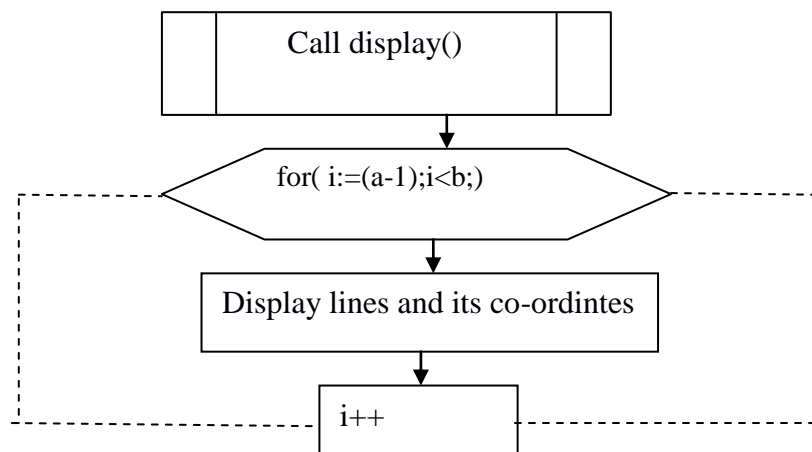 Call display()
for( i:=(a-1);i<b;)
Display lines and its co-ordintes
i++